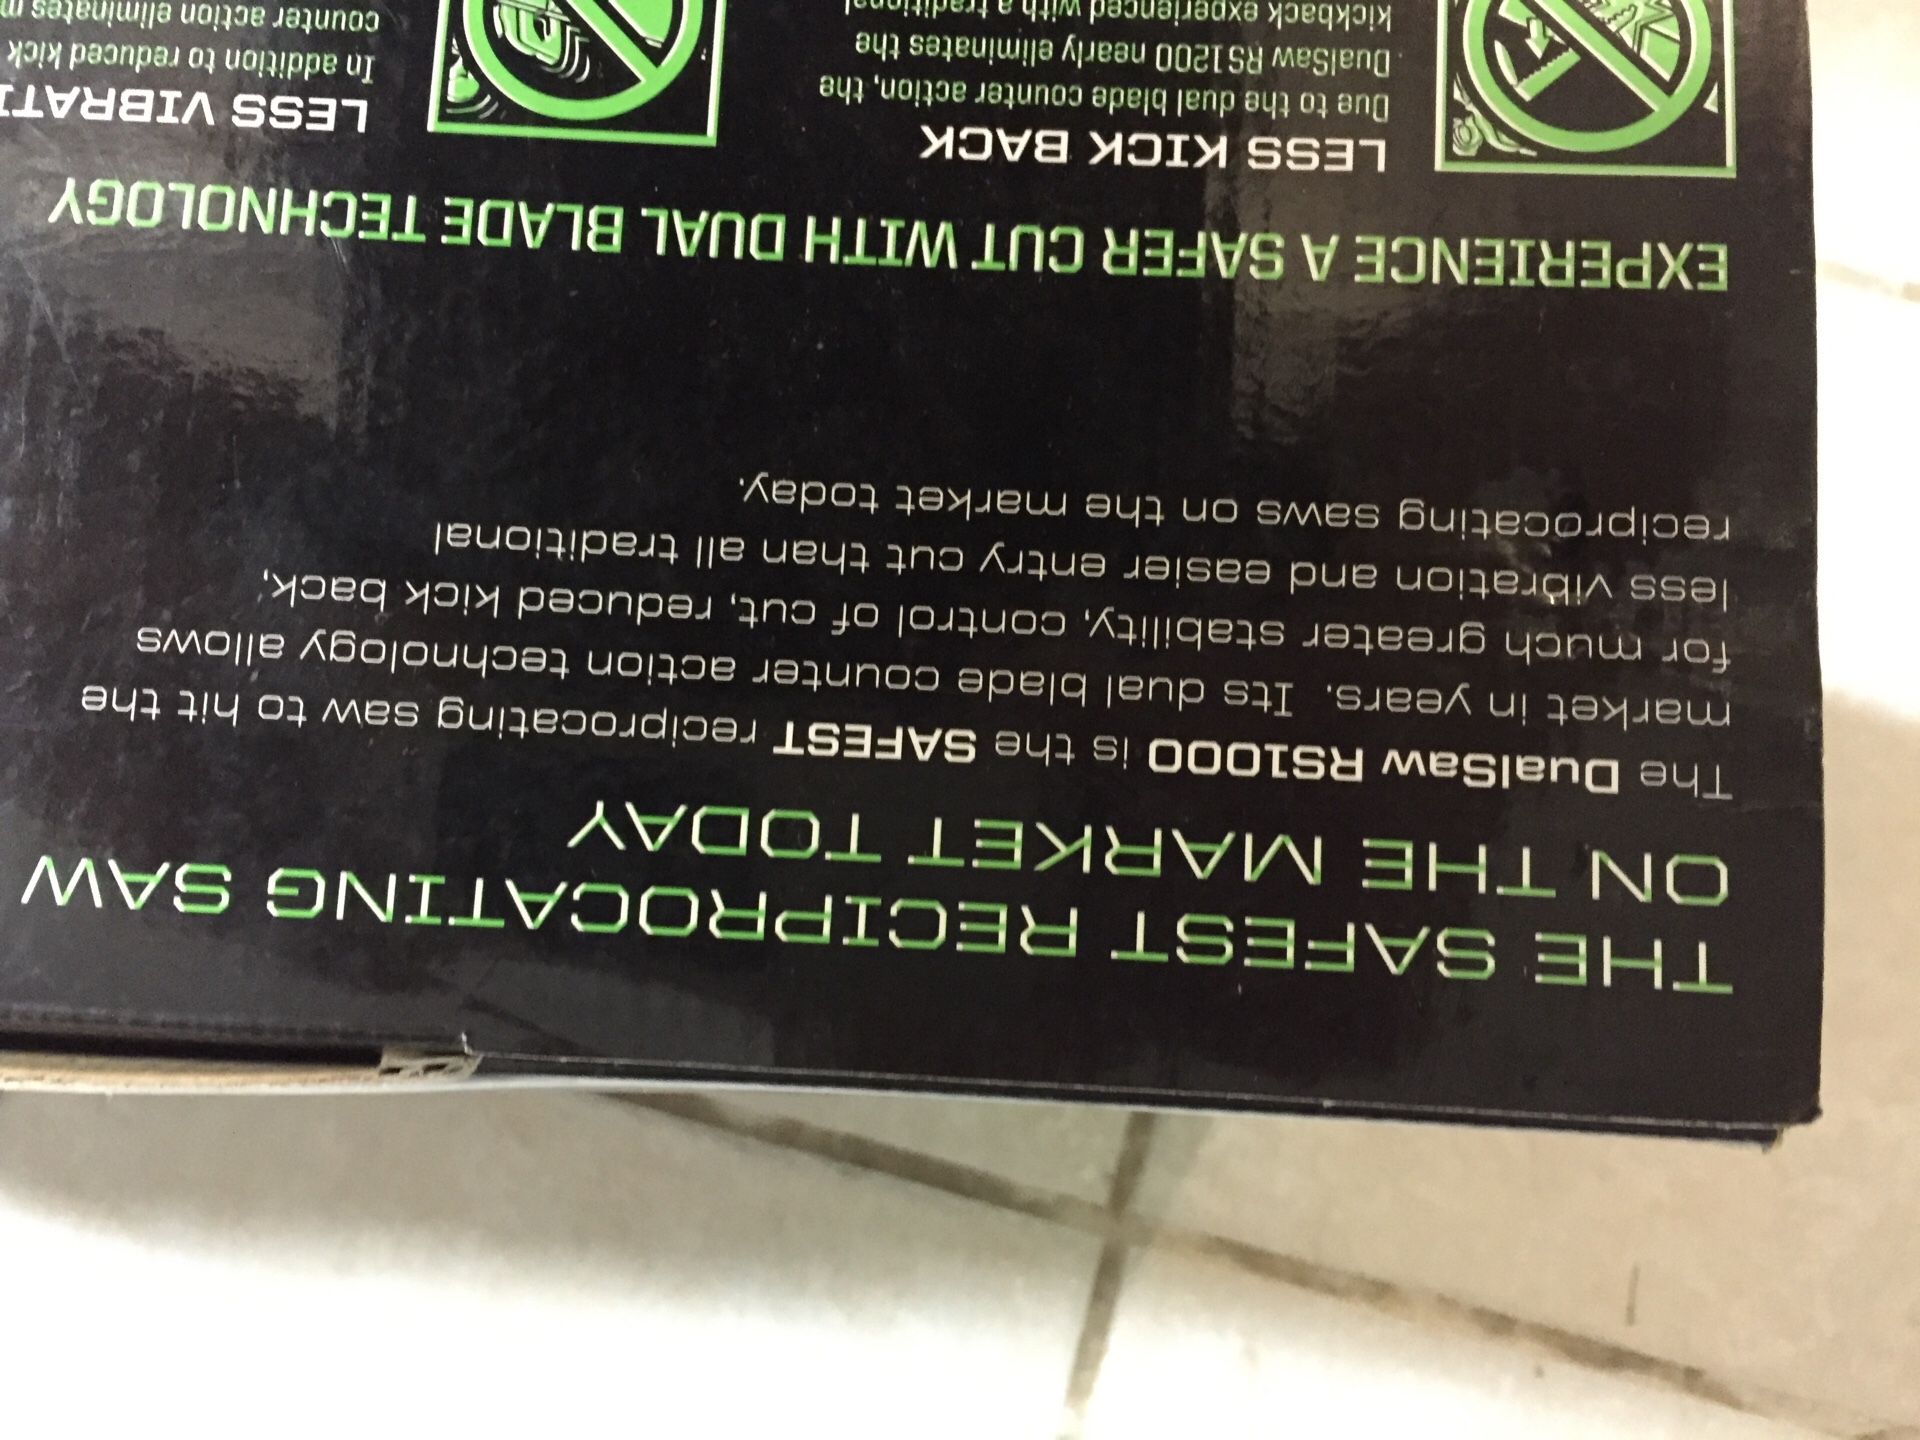 THE SAFEST RECIPROCATING SAW
ON THE MARKET TODAY
The DualSaw RS1000 is the SAFEST reciprocating saw to hit the
market in years. Its dual blade counter action technology allows
for much greater stability, control of cut, reduced kick back,
less vibration and easier entry cut than all traditional
reciprocating saws on the market today.
EXPERIENCE A SAFER CUT WITH DUAL BLADE TECHNOLOGY
LESS KICK BACK
Due to the dual blade counter action, the
DualSaw RS1200 nearly eliminates the
kickback experienced with a traditional
LESS VIBRATI
In addition to reduced kick
counter action eliminates m